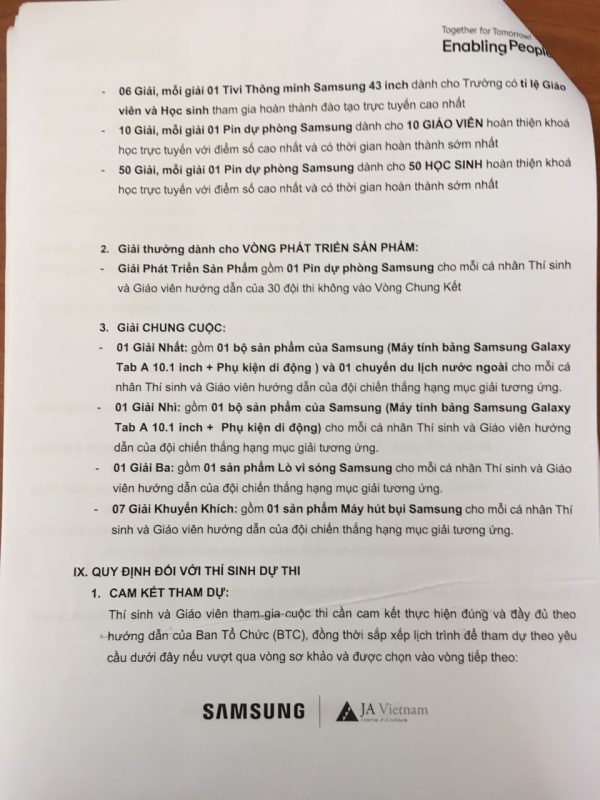 Together for Tomorrow!
Enabling People
- 06 Giải, mỗi giải 01 Tivi Thông minh Samsung 43 inch dành cho Trường có tỉ lệ Giáo
viên và Học sinh tham gia hoàn thành đào tạo trực tuyến cao nhất
- 10 Giải, mỗi giải 01 Pin dự phòng Samsung dành cho 10 GIÁO VIÊN hoàn thiện khoá
học trực tuyến với điểm số cao nhất và có thời gian hoàn thành sớm nhất
- 50 Giải, mỗi giải 01 Pin dự phòng Samsung dành cho 50 HỌC SINH hoàn thiện khoá
học trực tuyến với điểm số cao nhất và có thời gian hoàn thành sớm nhất
2. Giải thưởng dành cho VÒNG PHÁT TRIỂN SẢN PHẨM:
- Giải Phát Triển Sản Phẩm gồm 01 Pin dự phòng Samsung cho mỗi cá nhân Thí sinh
và Giáo viên hướng dẫn của 30 đội thi không vào Vòng Chung Kết
3. Giải CHUNG CUỘC:
- 01 Giải Nhất: gồm 01 bộ sản phẩm của Samsung (Máy tính bảng Samsung Galaxy
Tab A 10.1 inch + Phụ kiện di động ) và 01 chuyến du lịch nước ngoài cho mỗi cá
nhân Thí sinh và Giáo viên hướng dẫn của đội chiến thắng hạng mục giải tương ứng.
- 01 Giải Nhì: gồm 01 bộ sản phẩm của Samsung (Máy tính bảng Samsung Galaxy
Tab A 10.1 inch + Phụ kiện di động) cho mỗi cá nhân Thí sinh và Giáo viên hướng
dẫn của đội chiến thắng hạng mục giải tương ứng.
- 01 Giải Ba: gồm 01 sản phẩm Lò vi sóng Samsung cho mỗi cá nhân Thí sinh và Giáo
viên hướng dẫn của đội chiến thắng hạng mục giải tương ứng.
- 07 Giải Khuyến Khích: gồm 01 sản phẩm Máy hút bụi Samsung cho mỗi cá nhân Thí
sinh và Giáo viên hướng dẫn của đội chiến thắng hạng mục giải tương ứng.
IX. QUY ĐỊNH ĐỐI VỚI THÍ SINH DỰ THI
1. CAM KẾT THAM DỰ:
Thí sinh và Giáo viên tham gia cuộc thi cần cam kết thực hiện đúng và đầy đủ theo
hướng dẫn của Ban Tổ Chức (BTC), đồng thời sắp xếp lịch trình để tham dự theo yêu
cầu dưới đây nếu vượt qua vòng sơ khảo và được chọn vào vòng tiếp theo:
SAMSUNG
JA Vietnam